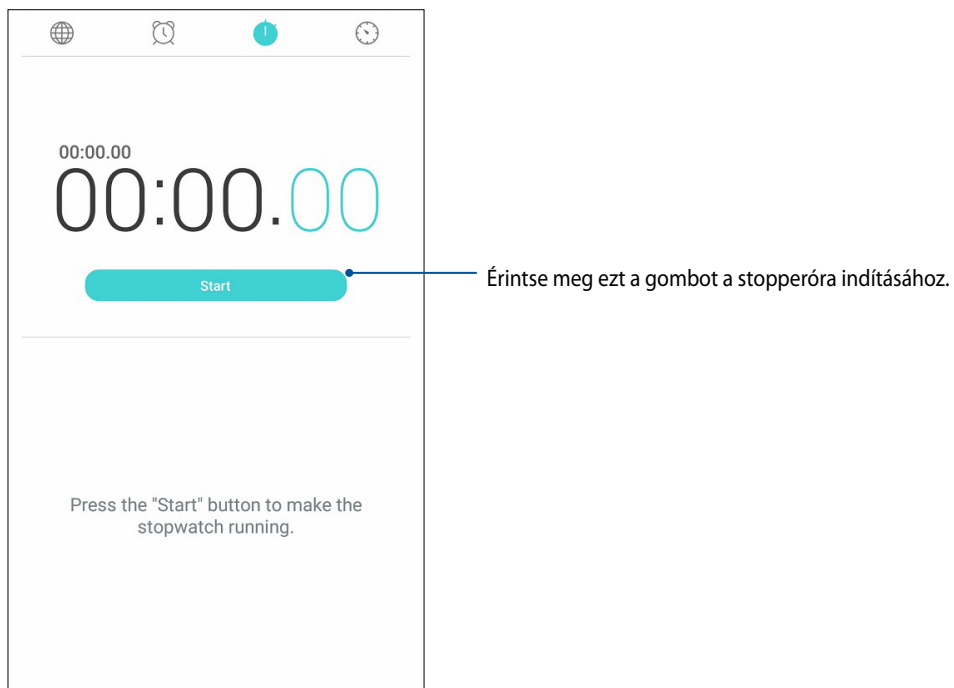 00:00.00
00:00.00
Start
Érintse meg ezt a gombot a stopperóra indításához.
Press the "Start" button to make the
stopwatch running.